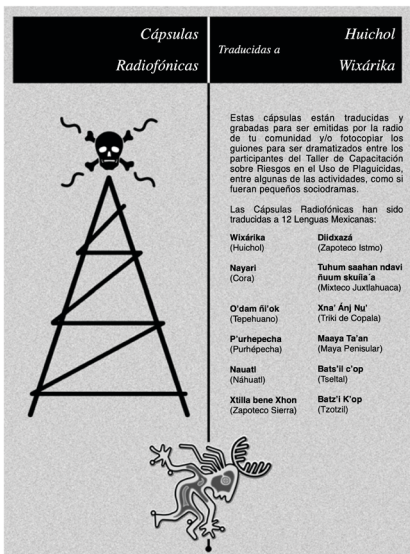 Cápsulas
Radiofónicas
Traducidas a
Huichol
Wixárika
Estas cápsulas están traducidas y
grabadas para ser emitidas por la radio
de tu comunidad y/o fotocopiar los
guiones para ser dramatizados entre los
participantes del Taller de Capacitación
sobre Riesgos en el Uso de Plaguicidas,
entre algunas de las actividades, como si
fueran pequeños sociodramas.
Las Cápsulas Radiofónicas han sido
traducidas a 12 Lenguas Mexicanas:
Wixárika
(Huichol)
Diidxazá
(Zapoteco Istmo)
Nayari
(Cora)
Tuhum saahan ndavi
ñuum skuíía´a
(Mixteco Juxtlahuaca)
O'dam ñi'ok
(Tepehuano)
Xna' Ánj Nu̱'
(Triki de Copala)
P'urhepecha
(Purhépecha)
Maaya Ta'an
(Maya Penisular)
Nauatl
(Náhuatl)
Bats'il c'op
(Tseltal)
Xtilla bene Xhon
(Zapoteco Sierra)
Batz'i K'op
(Tzotzil)